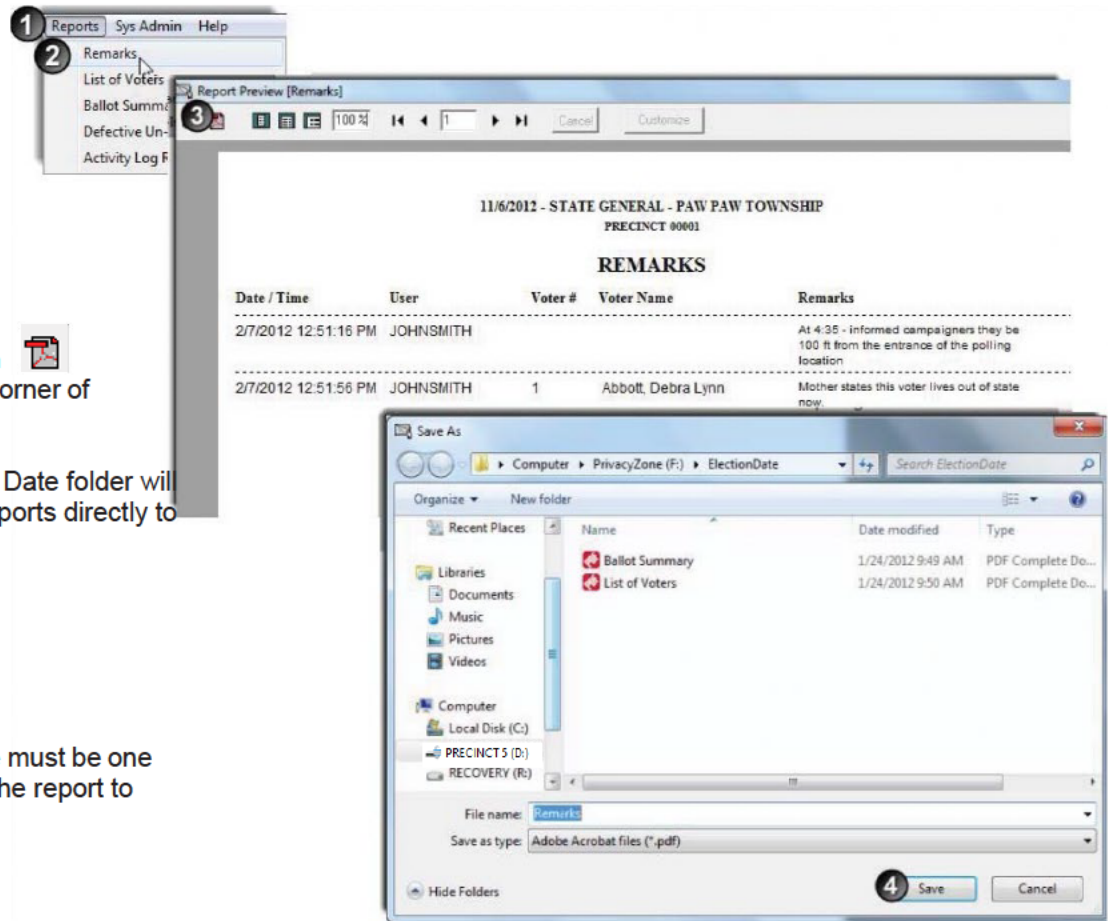 1 Reports Sys Admin Help
2 Remarks
List of Voters
Ballot Summa
Defective Un-
Activity Log R
Report Preview [Remarks]
3 100 % 1 Cancel Customize
11/6/2012 - STATE GENERAL - PAW PAW TOWNSHIP
PRECINCT 00001
REMARKS
Date / Time User Voter # Voter Name Remarks
2/7/2012 12:51:16 PM JOHNSMITH At 4:35 - informed campaigners they be
100 ft from the entrance of the polling
location
2/7/2012 12:51:56 PM JOHNSMITH 1 Abbott, Debra Lynn Mother states this voter lives out of state
now.
orner of
Date folder will
ports directly to
must be one
he report to
Save As
Computer PrivacyZone (F:) ElectionDate Search ElectionDate
Organize New folder
Recent Places
Libraries
Documents
Music
Pictures
Videos
Computer
Local Disk (C:)
PRECINCT 5 (D:)
RECOVERY (R:)
Name Date modified Type
Ballot Summary 1/24/2012 9:49 AM PDF Complete Do...
List of Voters 1/24/2012 9:50 AM PDF Complete Do...
File name: Remarks
Save as type: Adobe Acrobat files (*.pdf)
Hide Folders 4 Save Cancel